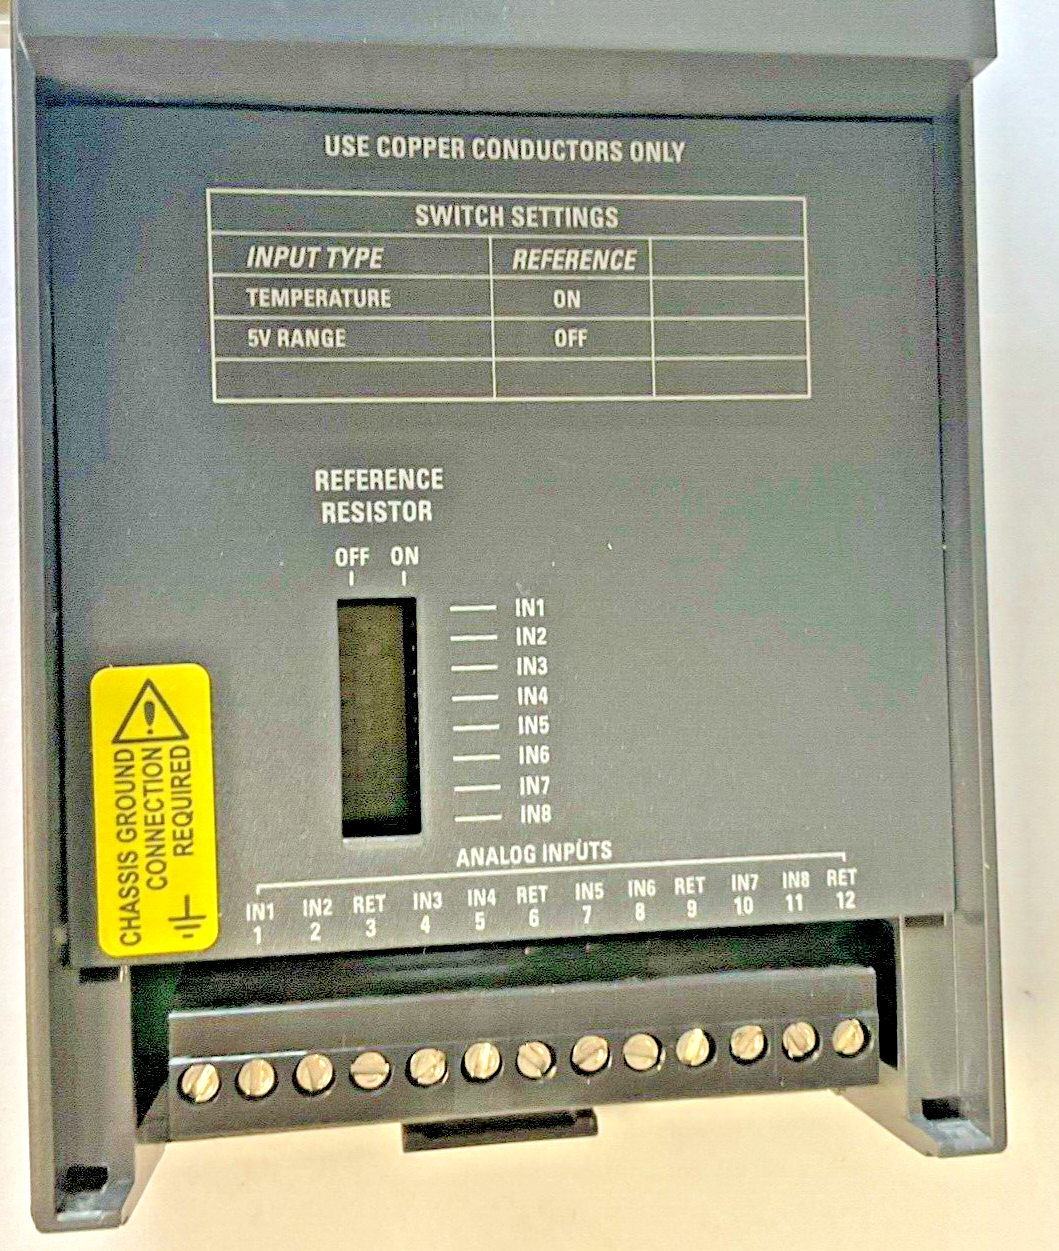 USE COPPER CONDUCTORS ONLY
SWITCH SETTINGS
INPUT TYPE REFERENCE
TEMPERATURE ON
5V RANGE OFF
REFERENCE
RESISTOR
OFF ON
IN1
IN2
IN3
IN4
IN5
IN6
IN7
IN8
CHASSIS GROUND
CONNECTION
REQUIRED
ANALOG INPUTS
IN1 IN2 RET IN3 IN4 RET IN5 IN6 RET IN7 IN8 RET
1 2 3 4 5 6 7 8 9 10 11 12